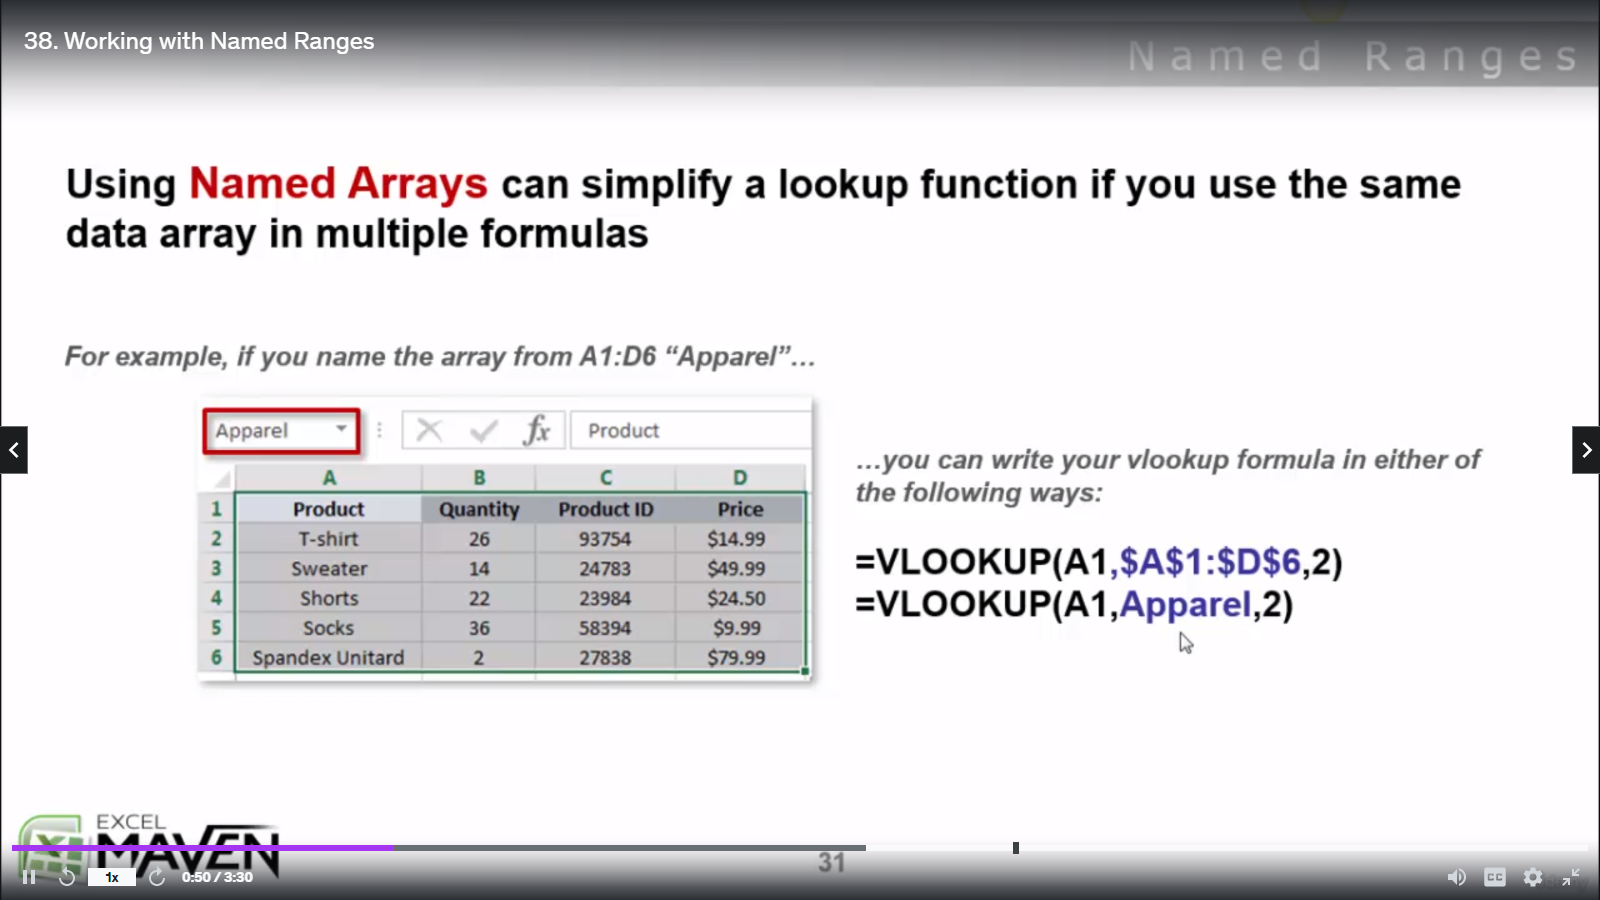 38. Working with Named Ranges
Named Ranges
Using Named Arrays can simplify a lookup function if you use the same
data array in multiple formulas
For example, if you name the array from A1:D6 “Apparel”...
Apparel fx Product
A B C D
1 Product Quantity Product ID Price
2 T-shirt 26 93754 $14.99
3 Sweater 14 24783 $49.99
4 Shorts 22 23984 $24.50
5 Socks 36 58394 $9.99
6 Spandex Unitard 2 27838 $79.99
...you can write your vlookup formula in either of
the following ways:
=VLOOKUP(A1,$A$1:$D$6,2)
=VLOOKUP(A1,Apparel,2)
EXCEL
MAVEN
31
1x 0:50 / 3:30 CC